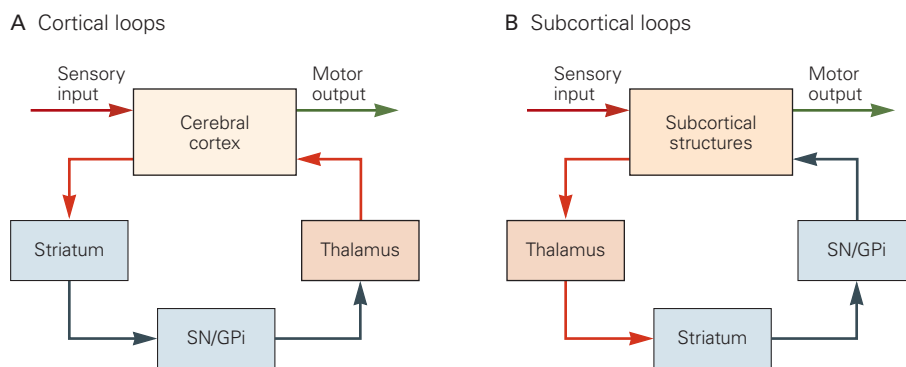 A Cortical loops
Sensory
input
Motor
output
Cerebral
cortex
Striatum
Thalamus
SN/GPi
B Subcortical loops
Sensory
input
Motor
output
Subcortical
structures
Thalamus
SN/GPi
Striatum